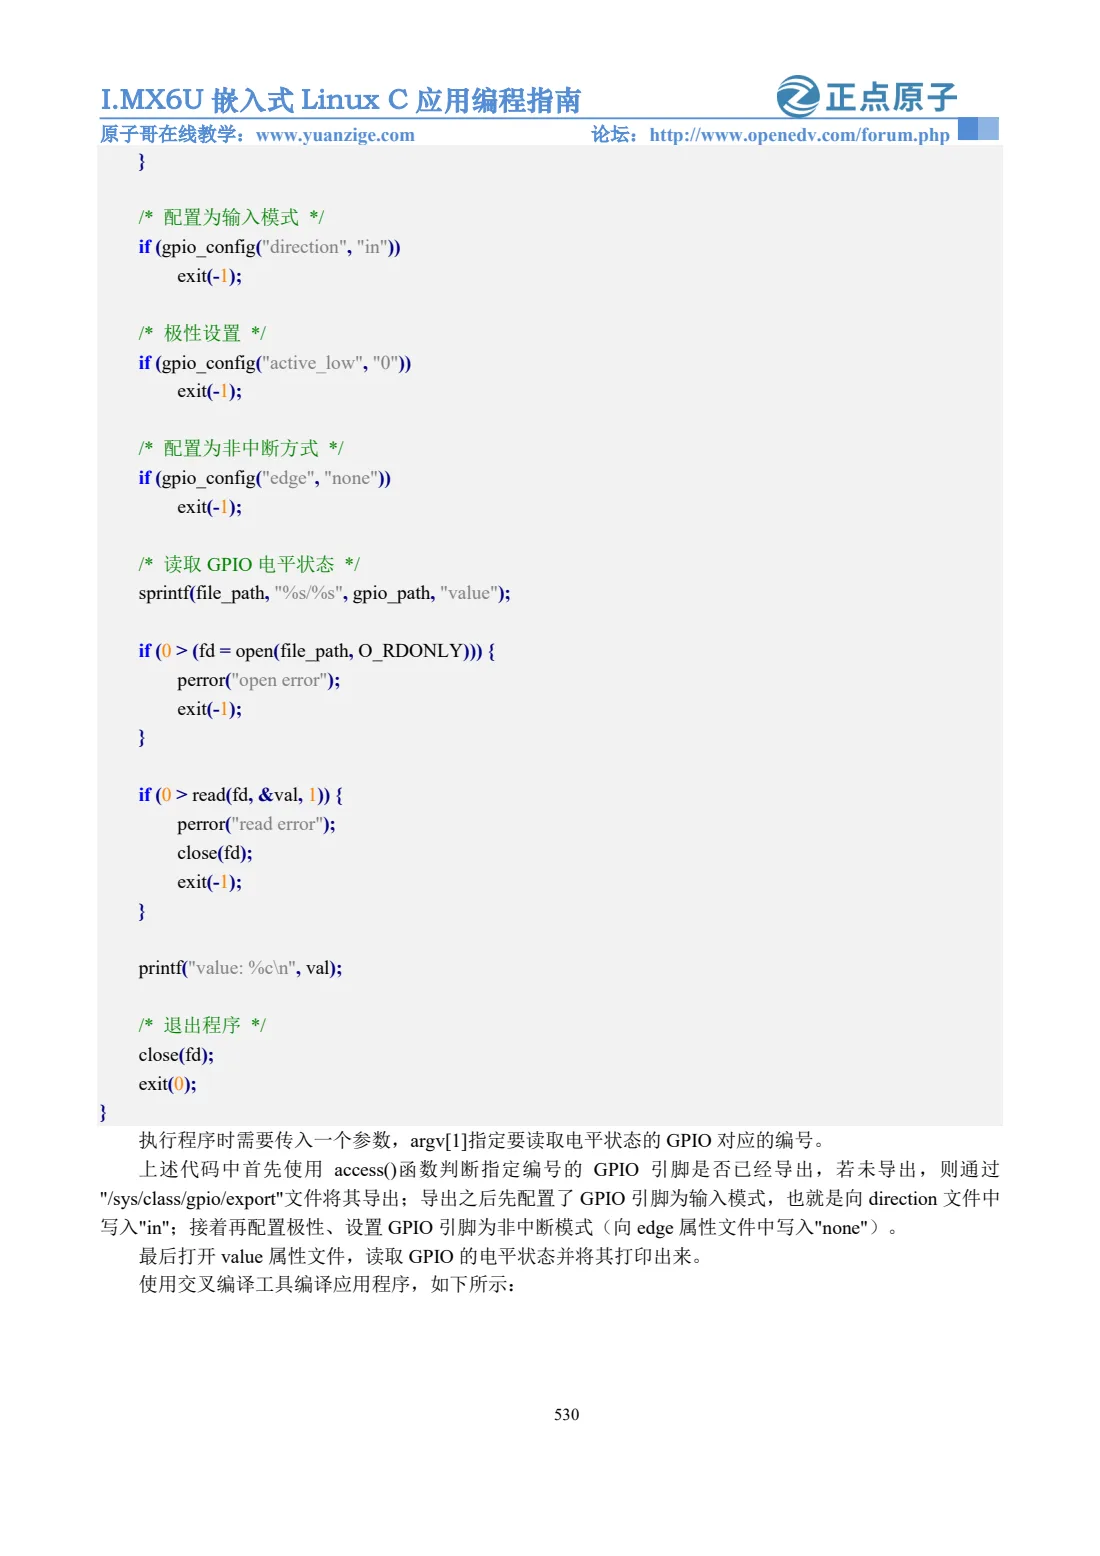 I.MX6U 嵌入式 Linux C 应用编程指南
正点原子
原子哥在线教学：www.yuanzige.com 论坛：http://www.openedv.com/forum.php
}
/* 配置为输入模式 */
if (gpio_config("direction", "in"))
exit(-1);
/* 极性设置 */
if (gpio_config("active_low", "0"))
exit(-1);
/* 配置为非中断方式 */
if (gpio_config("edge", "none"))
exit(-1);
/* 读取 GPIO 电平状态 */
sprintf(file_path, "%s/%s", gpio_path, "value");
if (0 > (fd = open(file_path, O_RDONLY))) {
perror("open error");
exit(-1);
}
if (0 > read(fd, &val, 1)) {
perror("read error");
close(fd);
exit(-1);
}
printf("value: %c\n", val);
/* 退出程序 */
close(fd);
exit(0);
}
执行程序时需要传入一个参数，argv[1]指定要读取电平状态的 GPIO 对应的编号。
上述代码中首先使用 access()函数判断指定编号的 GPIO 引脚是否已经导出，若未导出，则通过
"/sys/class/gpio/export"文件将其导出；导出之后先配置了 GPIO 引脚为输入模式，也就是向 direction 文件中
写入"in"；接着再配置极性、设置 GPIO 引脚为非中断模式（向 edge 属性文件中写入"none"）。
最后打开 value 属性文件，读取 GPIO 的电平状态并将其打印出来。
使用交叉编译工具编译应用程序，如下所示：
530